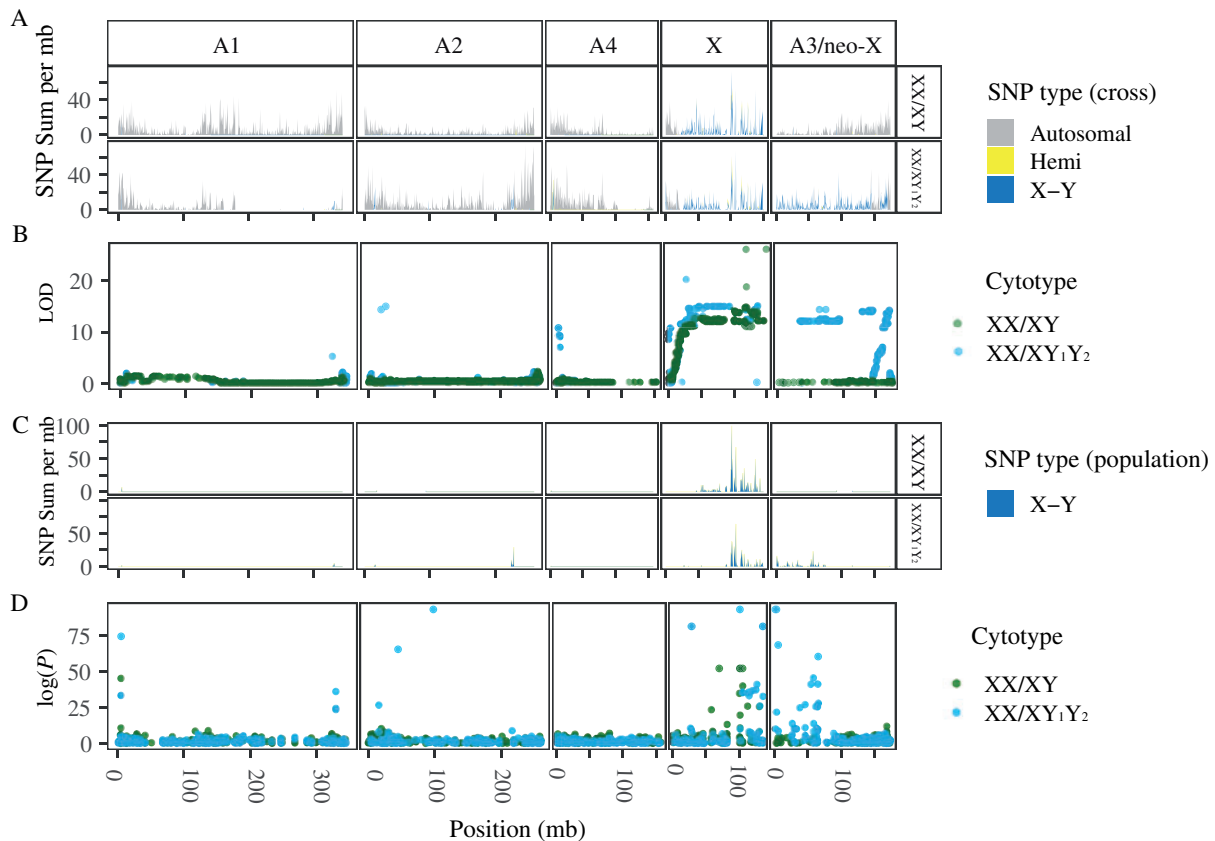 A
A1
A2
A4
X
A3/neo-X
SNP Sum per mb
40
0
40
0
XX/XY
XX/XY₁Y₂
SNP type (cross)
Autosomal
Hemi
X−Y
B
LOD
20
10
0
Cytotype
XX/XY
XX/XY₁Y₂
C
SNP Sum per mb
100
50
0
50
0
XX/XY
XX/XY₁Y₂
SNP type (population)
X−Y
D
log(P)
75
50
25
0
Cytotype
XX/XY
XX/XY₁Y₂
0 100 200 300 0 100 200 0 100 0 100 0 100
Position (mb)